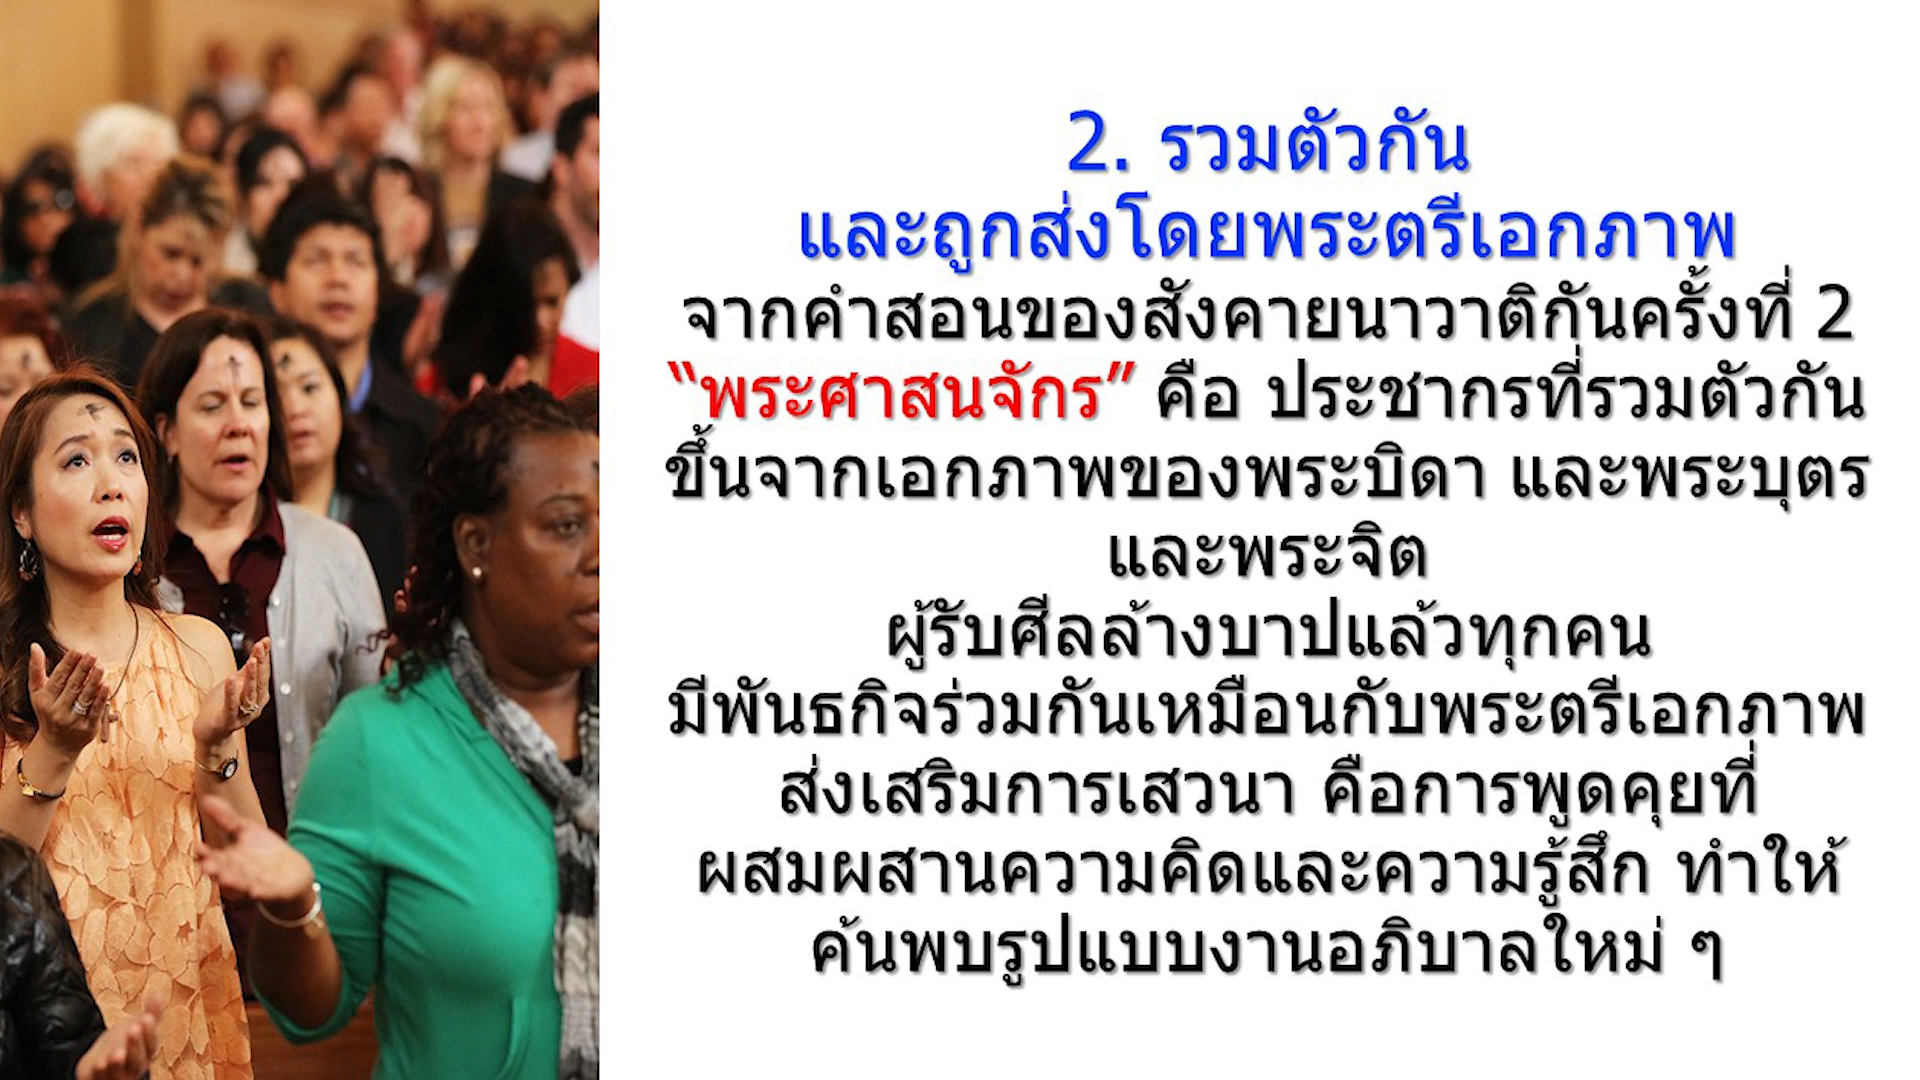 2. รวมตัวกัน
และถูกส่งโดยพระตรีเอกภาพ
จากคำสอนของสังคายนาวาติกันครั้งที่ 2
“พระศาสนจักร” คือ ประชากรที่รวมตัวกัน
ขึ้นจากเอกภาพของพระบิดา และพระบุตร
และพระจิต
ผู้รับศีลล้างบาปแล้วทุกคน
มีพันธกิจร่วมกันเหมือนกับพระตรีเอกภาพ
ส่งเสริมการเสวนา คือการพูดคุยที่
ผสมผสานความคิดและความรู้สึก ทำให้
ค้นพบรูปแบบงานอภิบาลใหม่ ๆ